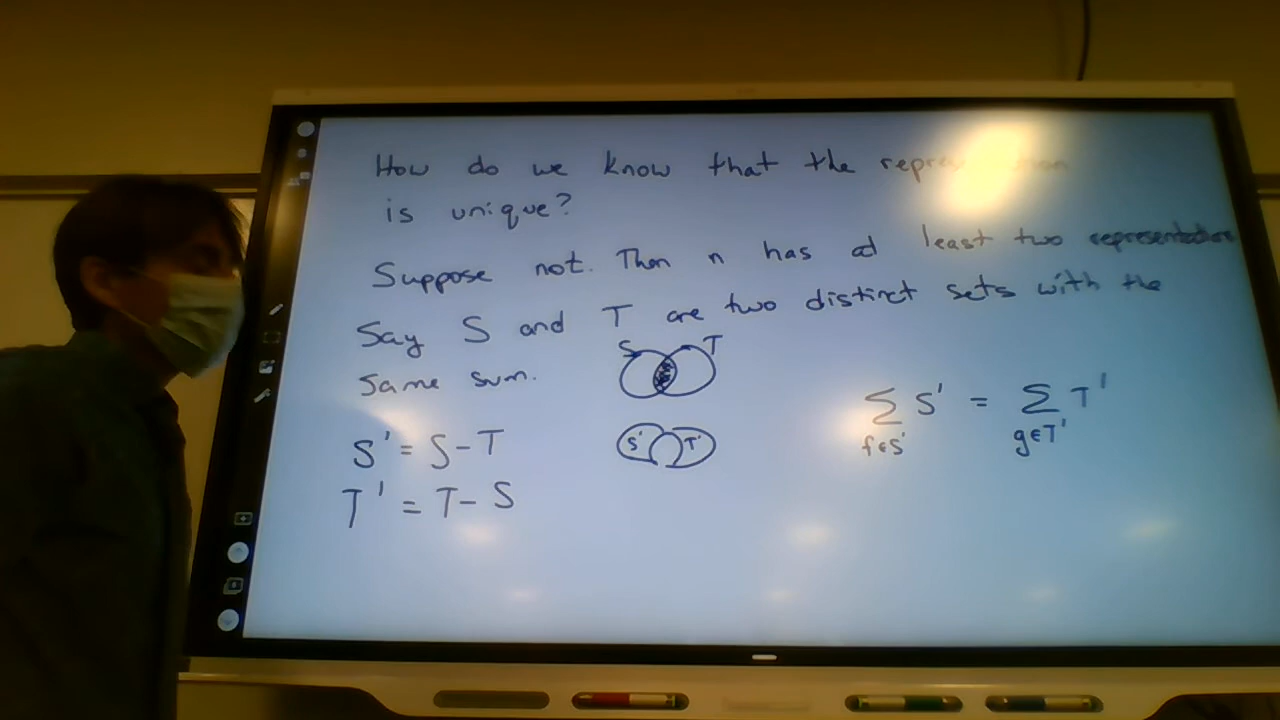 How do we know that the
is unique?
Suppose not. Then n has at least two representations
Say S and T are two distinct sets with the
same sum.
S T
S' = S - T
S' T'
T' = T - S
∑ S' = ∑ T'
f∈S' g∈T'